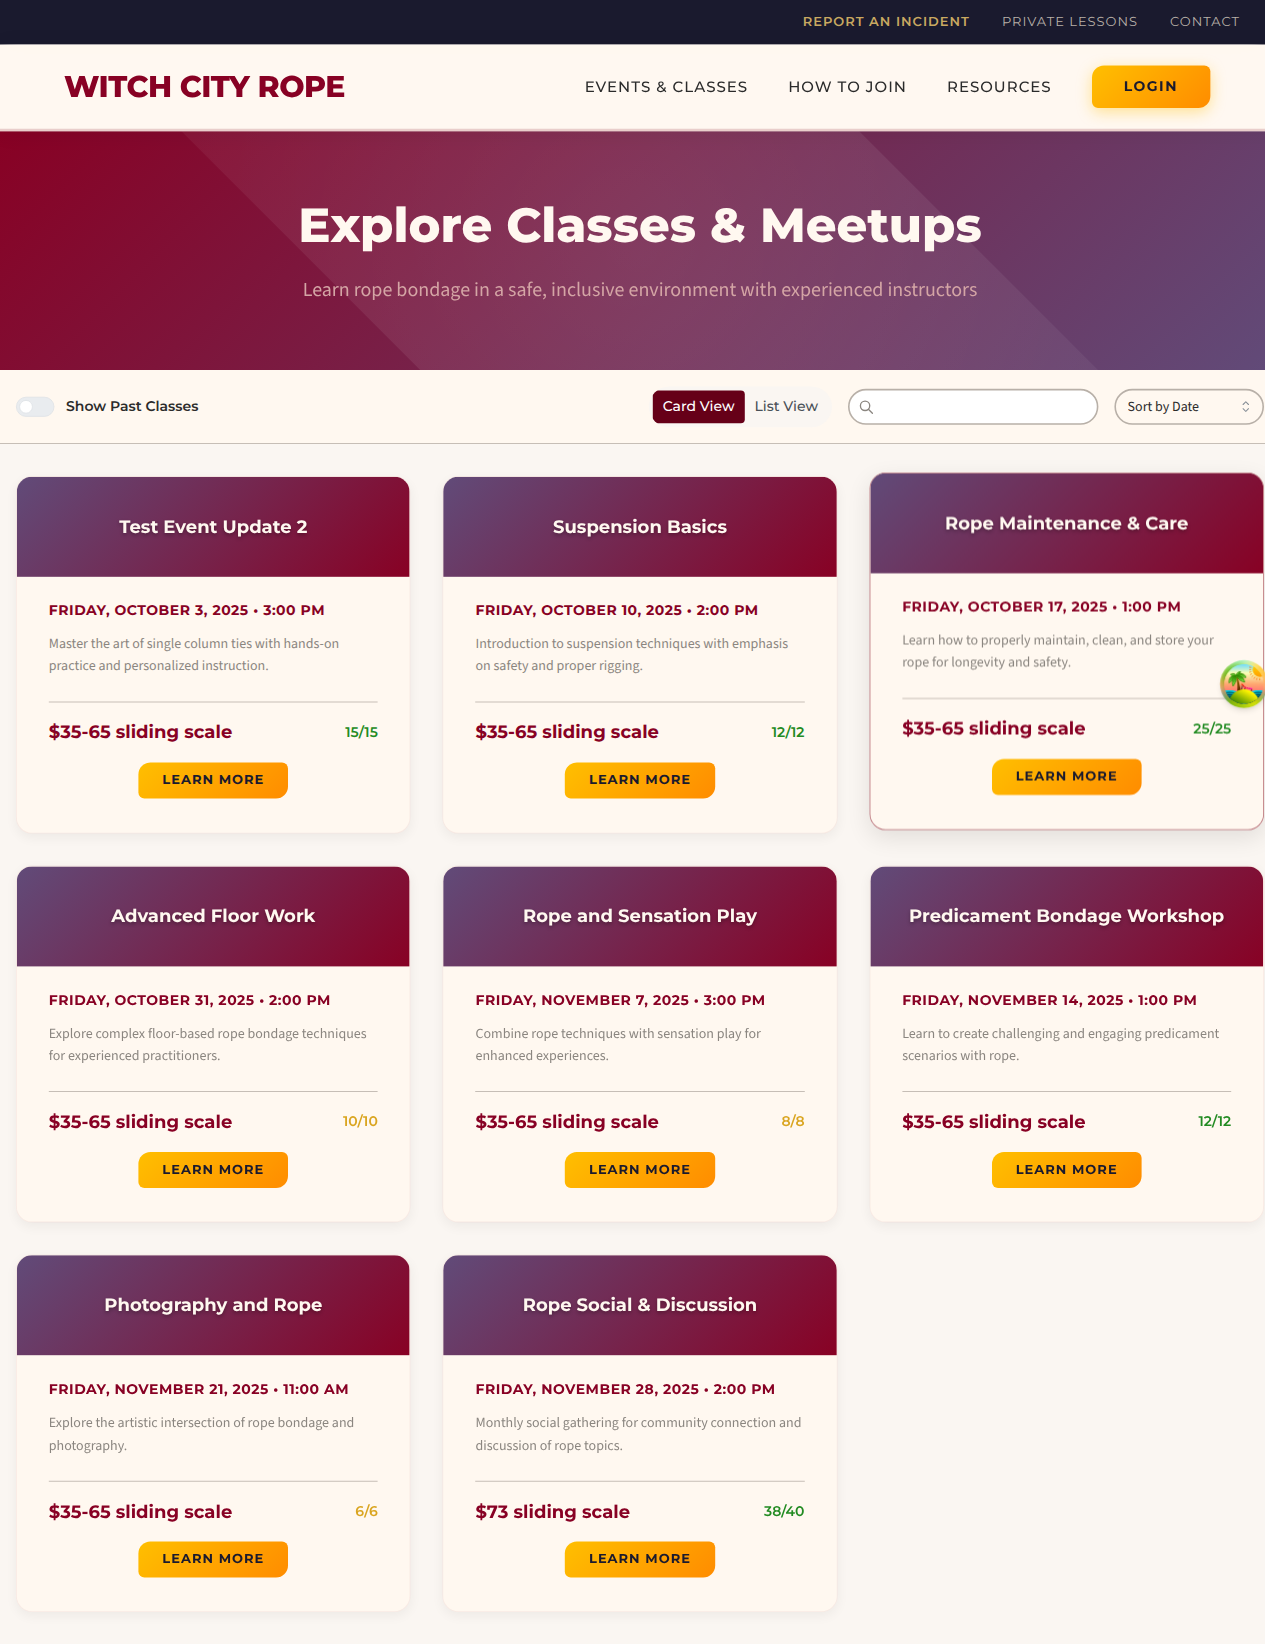 REPORT AN INCIDENT PRIVATE LESSONS CONTACT
WITCH CITY ROPE
EVENTS & CLASSES HOW TO JOIN RESOURCES LOGIN
Explore Classes & Meetups
Learn rope bondage in a safe, inclusive environment with experienced instructors
Show Past Classes
Card View List View
Sort by Date
Test Event Update 2
FRIDAY, OCTOBER 3, 2025 • 3:00 PM
Master the art of single column ties with hands-on
practice and personalized instruction.
$35-65 sliding scale 15/15
LEARN MORE
Suspension Basics
FRIDAY, OCTOBER 10, 2025 • 2:00 PM
Introduction to suspension techniques with emphasis
on safety and proper rigging.
$35-65 sliding scale 12/12
LEARN MORE
Rope Maintenance & Care
FRIDAY, OCTOBER 17, 2025 • 1:00 PM
Learn how to properly maintain, clean, and store your
rope for longevity and safety.
$35-65 sliding scale 25/25
LEARN MORE
Advanced Floor Work
FRIDAY, OCTOBER 31, 2025 • 2:00 PM
Explore complex floor-based rope bondage techniques
for experienced practitioners.
$35-65 sliding scale 10/10
LEARN MORE
Rope and Sensation Play
FRIDAY, NOVEMBER 7, 2025 • 3:00 PM
Combine rope techniques with sensation play for
enhanced experiences.
$35-65 sliding scale 8/8
LEARN MORE
Predicament Bondage Workshop
FRIDAY, NOVEMBER 14, 2025 • 1:00 PM
Learn to create challenging and engaging predicament
scenarios with rope.
$35-65 sliding scale 12/12
LEARN MORE
Photography and Rope
FRIDAY, NOVEMBER 21, 2025 • 11:00 AM
Explore the artistic intersection of rope bondage and
photography.
$35-65 sliding scale 6/6
LEARN MORE
Rope Social & Discussion
FRIDAY, NOVEMBER 28, 2025 • 2:00 PM
Monthly social gathering for community connection and
discussion of rope topics.
$73 sliding scale 38/40
LEARN MORE